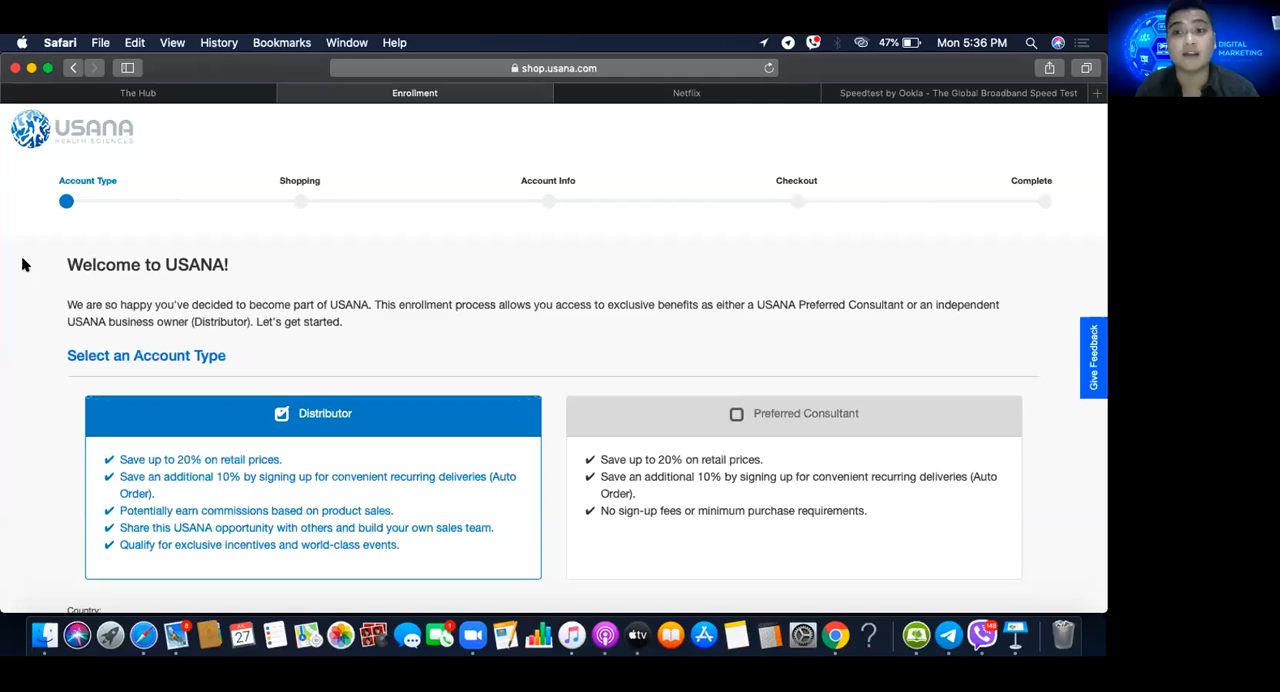 Safari File Edit View History Bookmarks Window Help 47% Mon 5:36 PM
DIGITAL
MARKETING
shop.usana.com
The Hub Enrollment Netflix Speedtest by Ookla - The Global Broadband Speed Test
USANA
HEALTH SCIENCES
Account Type Shopping Account Info Checkout Complete
Welcome to USANA!
We are so happy you've decided to become part of USANA. This enrollment process allows you access to exclusive benefits as either a USANA Preferred Consultant or an independent
USANA business owner (Distributor). Let's get started.
Give Feedback
Select an Account Type
Distributor
Save up to 20% on retail prices.
Save an additional 10% by signing up for convenient recurring deliveries (Auto
Order).
Potentially earn commissions based on product sales.
Share this USANA opportunity with others and build your own sales team.
Qualify for exclusive incentives and world-class events.
Preferred Consultant
Save up to 20% on retail prices.
Save an additional 10% by signing up for convenient recurring deliveries (Auto
Order).
No sign-up fees or minimum purchase requirements.
Country:
8
27
1
tv